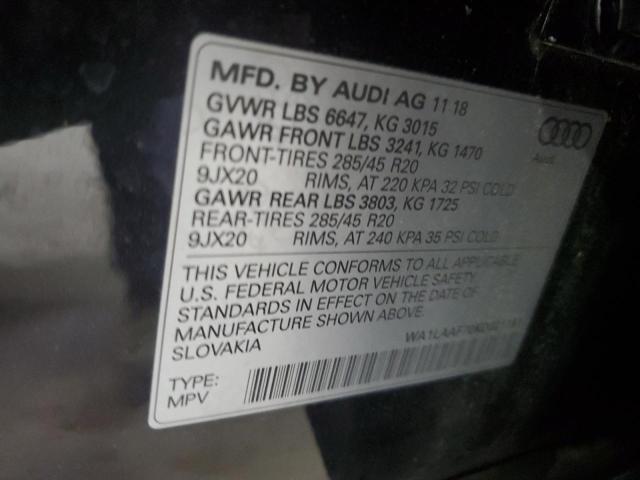 MFD. BY AUDI AG 11 18
GVWR LBS 6647, KG 3015
GAWR FRONT LBS 3241, KG 1470
FRONT-TIRES 285/45 R20
9JX20 RIMS, AT 220 KPA 32 PSI COLD
GAWR REAR LBS 3803, KG 1725
REAR-TIRES 285/45 R20
9JX20 RIMS, AT 240 KPA 35 PSI COLD
Audi
THIS VEHICLE CONFORMS TO ALL APPLICABLE
U.S. FEDERAL MOTOR VEHICLE SAFETY
STANDARDS IN EFFECT ON THE DATE OF
MANUFACTURE SHOWN ABOVE.
SLOVAKIA
TYPE:
MPV